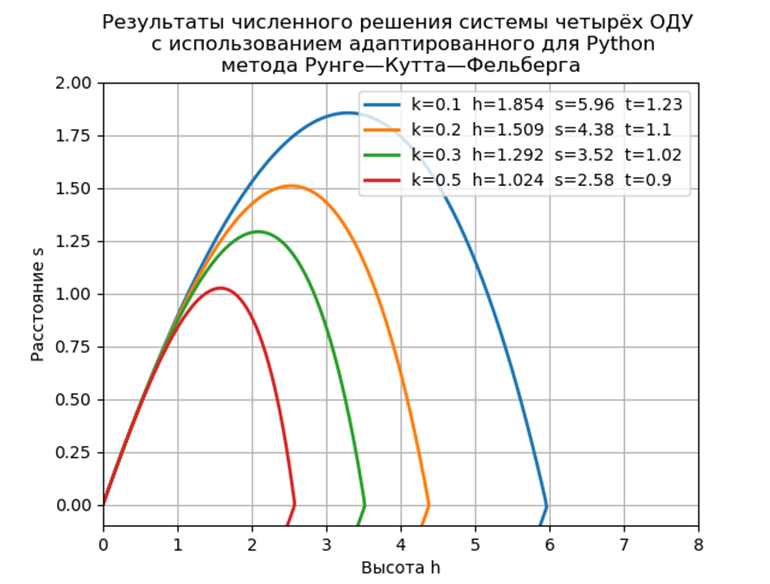 Результаты численного решения системы четырёх ОДУ
с использованием адаптированного для Python
метода Рунге—Кутта—Фельберга
2.00
1.75
1.50
1.25
1.00
0.75
0.50
0.25
0.00
Расстояние s
k=0.1 h=1.854 s=5.96 t=1.23
k=0.2 h=1.509 s=4.38 t=1.1
k=0.3 h=1.292 s=3.52 t=1.02
k=0.5 h=1.024 s=2.58 t=0.9
0 1 2 3 4 5 6 7 8
Высота h